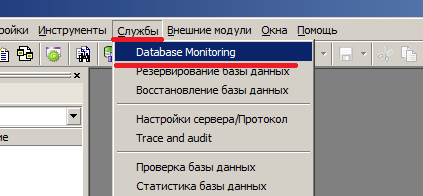 ройки Инструменты Службы Внешние модули Окна Помощь
Database Monitoring
Резервирование базы данных
Восстановление базы данных
Настройки сервера/Протокол
Trace and audit
ие
Проверка базы данных
Статистика базы данных